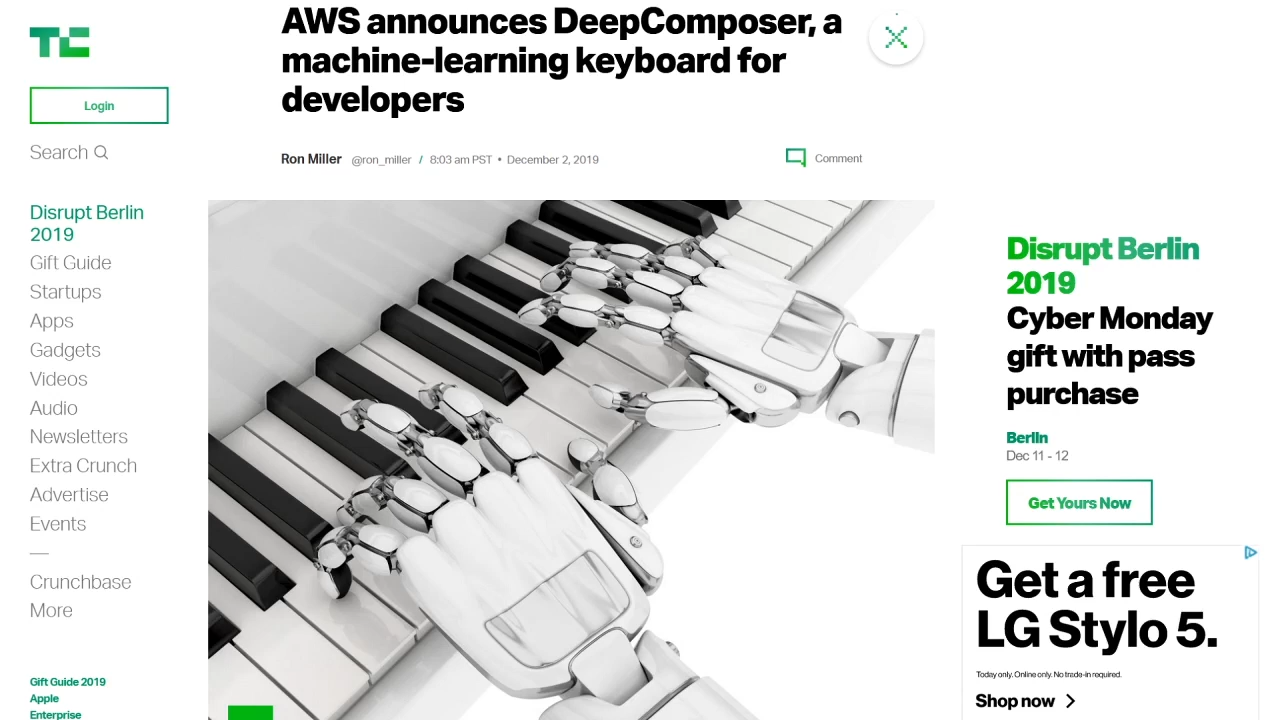 TC
Login
Search
Disrupt Berlin
2019
Gift Guide
Startups
Apps
Gadgets
Videos
Audio
Newsletters
Extra Crunch
Advertise
Events
—
Crunchbase
More
Gift Guide 2019
Apple
Enterprise
AWS announces DeepComposer, a
machine-learning keyboard for
developers
Ron Miller @ron_miller / 8:03 am PST • December 2, 2019
Comment
Disrupt Berlin
2019
Cyber Monday
gift with pass
purchase
Berlin
Dec 11 - 12
Get Yours Now
Get a free
LG Stylo 5.
Today only. Online only. No trade-in required.
Shop now